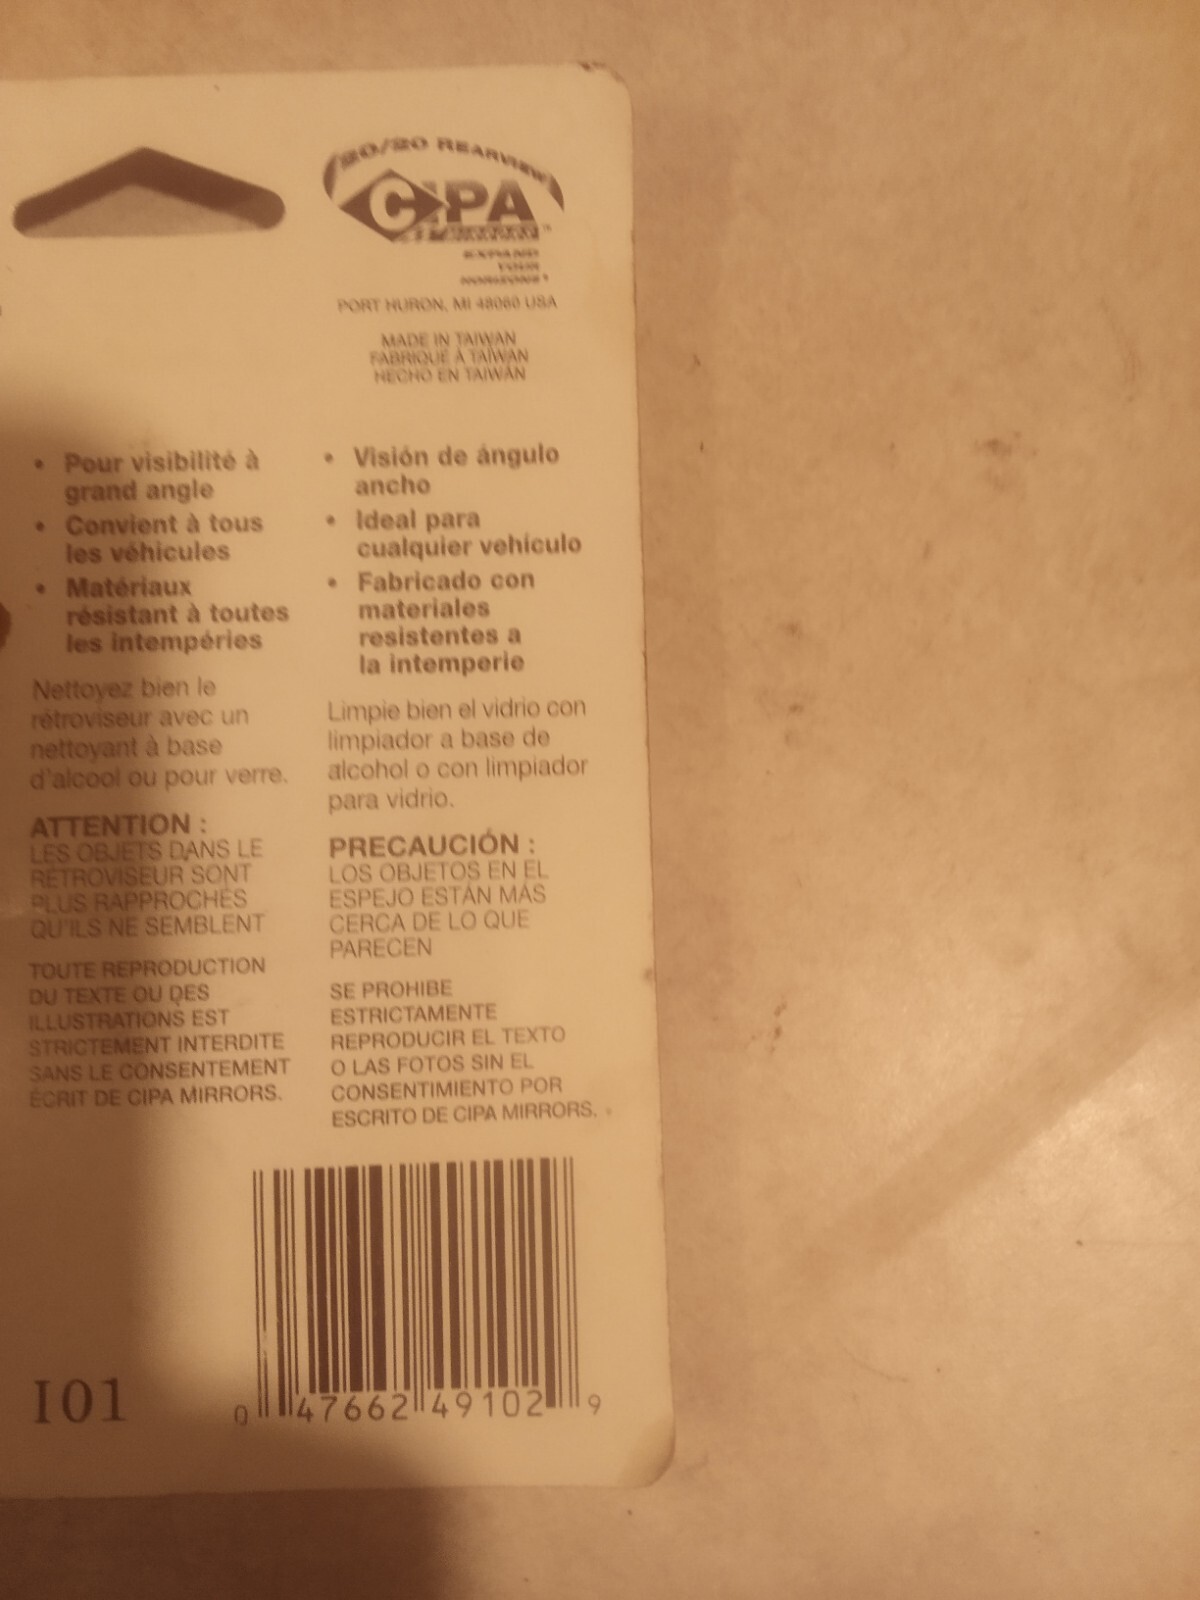 20/20 REARVIEW
CIPA
EXPAND
YOUR
HORIZONS
PORT HURON, MI 48060 USA
MADE IN TAIWAN
FABRIQUÉ À TAÏWAN
HECHO EN TAIWÁN
• Pour visibilité à
grand angle
• Convient à tous
les véhicules
• Matériaux
résistant à toutes
les intempéries
Nettoyez bien le
rétroviseur avec un
nettoyant à base
d'alcool ou pour verre.
ATTENTION :
LES OBJETS DANS LE
RÉTROVISEUR SONT
PLUS RAPPROCHÉS
QU'ILS NE SEMBLENT
TOUTE REPRODUCTION
DU TEXTE OU DES
ILLUSTRATIONS EST
STRICTEMENT INTERDITE
SANS LE CONSENTEMENT
ÉCRIT DE CIPA MIRRORS.
• Visión de ángulo
ancho
• Ideal para
cualquier vehículo
• Fabricado con
materiales
resistentes a
la intemperie
Limpie bien el vidrio con
limpiador a base de
alcohol o con limpiador
para vidrio.
PRECAUCIÓN :
LOS OBJETOS EN EL
ESPEJO ESTÁN MÁS
CERCA DE LO QUE
PARECEN
SE PROHIBE
ESTRICTAMENTE
REPRODUCIR EL TEXTO
O LAS FOTOS SIN EL
CONSENTIMIENTO POR
ESCRITO DE CIPA MIRRORS.
I01
0 47662 49102 9